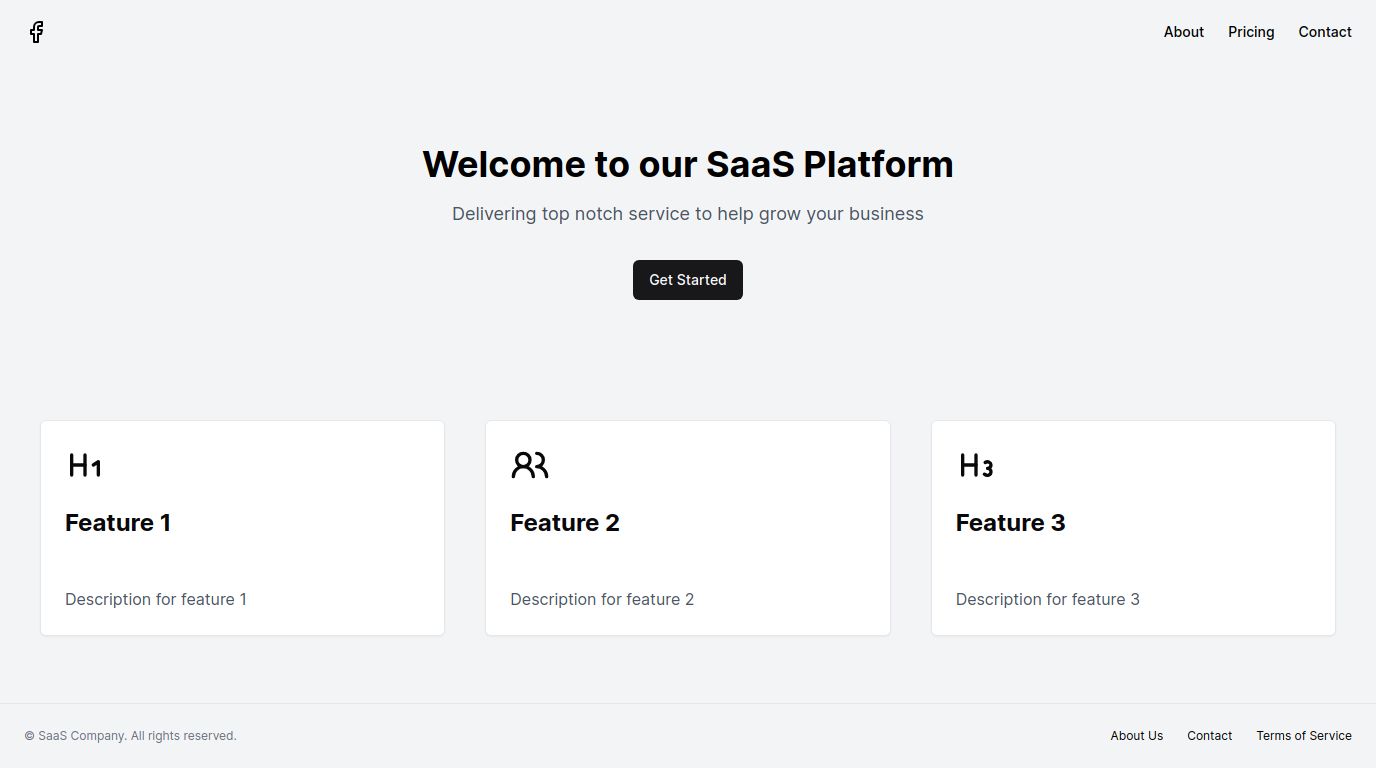 About Pricing Contact
Welcome to our SaaS Platform
Delivering top notch service to help grow your business
Get Started
H1
Feature 1
Description for feature 1
Feature 2
Description for feature 2
H3
Feature 3
Description for feature 3
© SaaS Company. All rights reserved.
About Us Contact Terms of Service